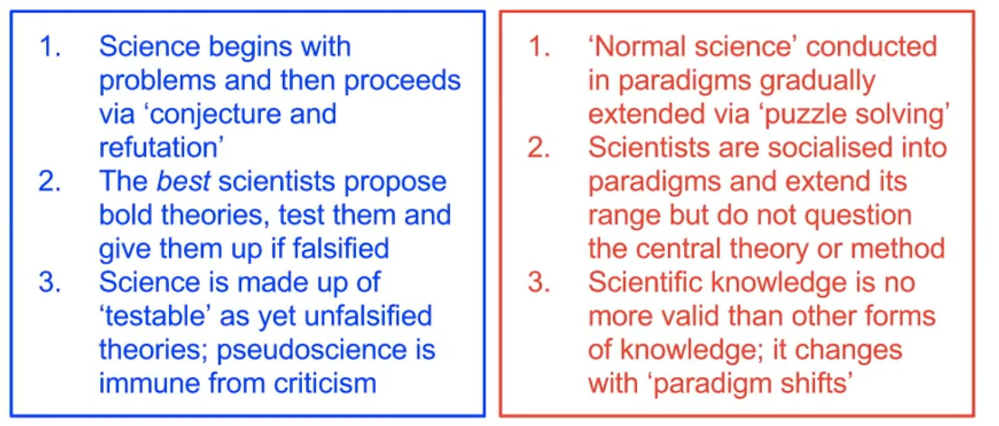 1. Science begins with
problems and then proceeds
via ‘conjecture and
refutation’
2. The best scientists propose
bold theories, test them and
give them up if falsified
3. Science is made up of
‘testable’ as yet unfalsified
theories; pseudoscience is
immune from criticism
1. ‘Normal science’ conducted
in paradigms gradually
extended via ‘puzzle solving’
2. Scientists are socialised into
paradigms and extend its
range but do not question
the central theory or method
3. Scientific knowledge is no
more valid than other forms
of knowledge; it changes
with ‘paradigm shifts’